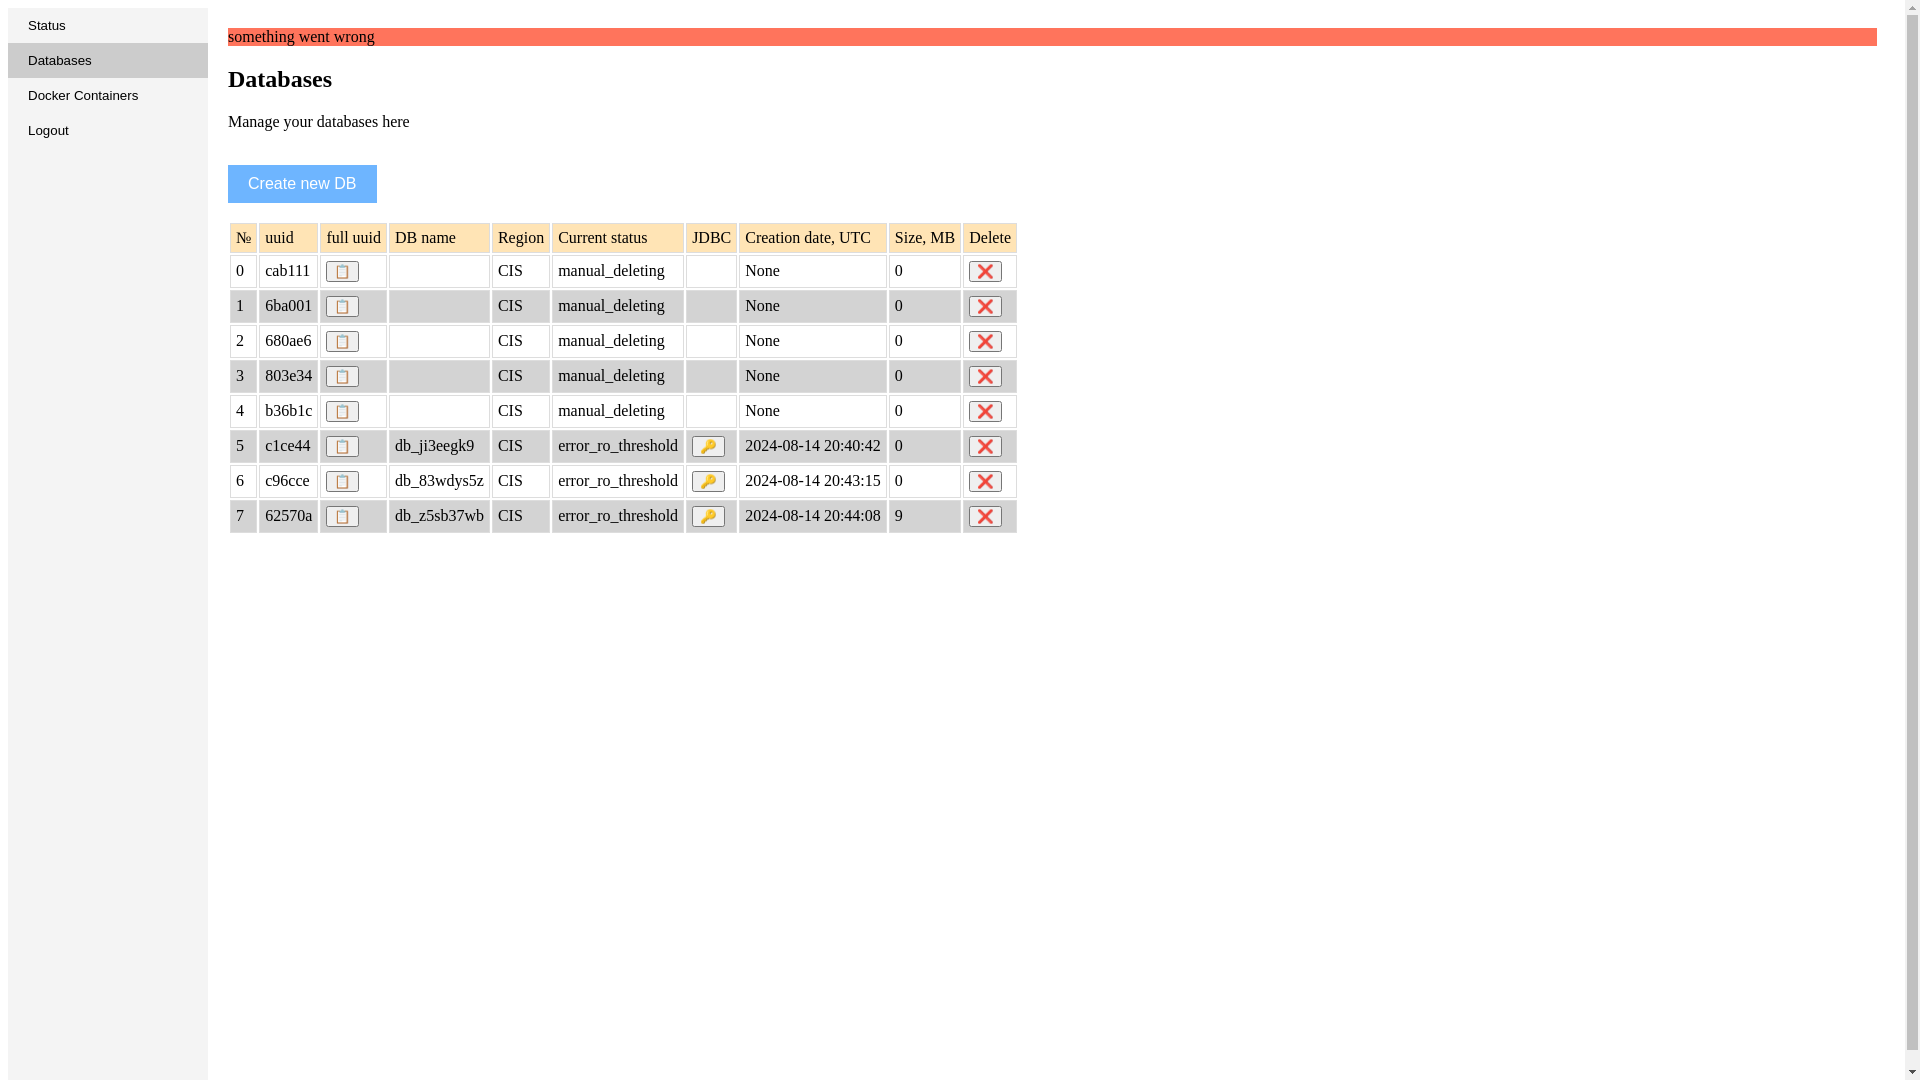 Status
Databases
Docker Containers
Logout
something went wrong
Databases
Manage your databases here
Create new DB
№ uuid full uuid DB name Region Current status JDBC Creation date, UTC Size, MB Delete
0 cab111 CIS manual_deleting None 0
1 6ba001 CIS manual_deleting None 0
2 680ae6 CIS manual_deleting None 0
3 803e34 CIS manual_deleting None 0
4 b36b1c CIS manual_deleting None 0
5 c1ce44 db_ji3eegk9 CIS error_ro_threshold 2024-08-14 20:40:42 0
6 c96cce db_83wdys5z CIS error_ro_threshold 2024-08-14 20:43:15 0
7 62570a db_z5sb37wb CIS error_ro_threshold 2024-08-14 20:44:08 9